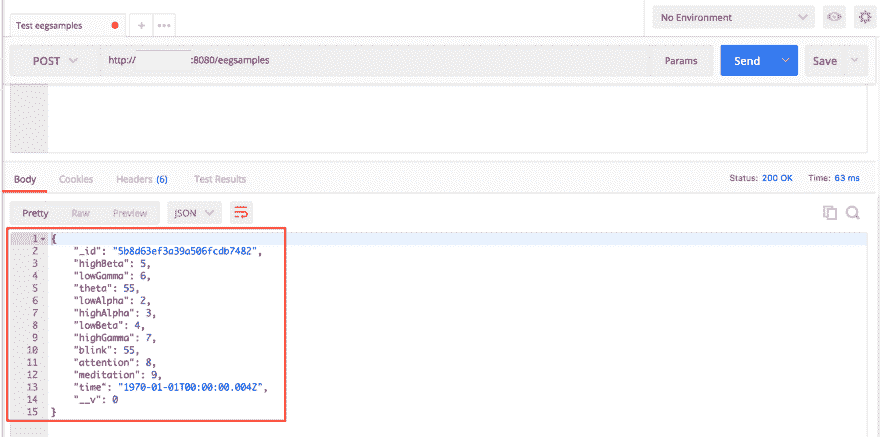 Test eegsamples
No Environment
POST http:// :8080/eegsamples Params Send Save
Body Cookies Headers (6) Test Results Status: 200 OK Time: 63 ms
Pretty Raw Preview JSON
1 {
2 "_id": "5b8d63ef3a39a506fcdb7482",
3 "highBeta": 5,
4 "lowGamma": 6,
5 "theta": 55,
6 "lowAlpha": 2,
7 "highAlpha": 3,
8 "lowBeta": 4,
9 "highGamma": 7,
10 "blink": 55,
11 "attention": 8,
12 "meditation": 9,
13 "time": "1970-01-01T00:00:00.004Z",
14 "__v": 0
15 }